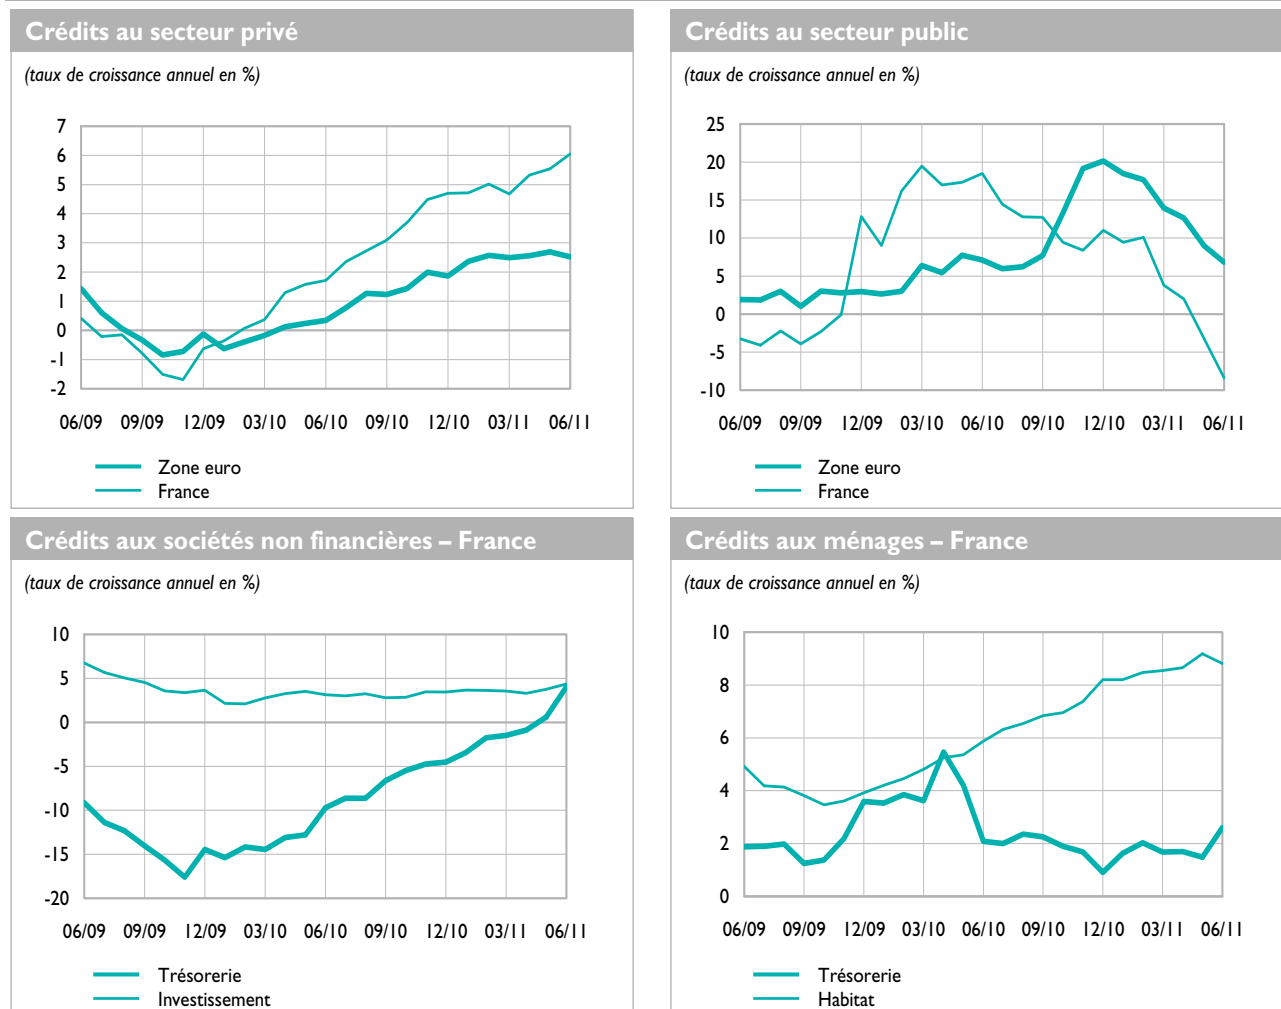 Crédits au secteur privé
(taux de croissance annuel en %)
7
6
5
4
3
2
1
0
-1
-2
06/09 09/09 12/09 03/10 06/10 09/10 12/10 03/11 06/11
Zone euro
France
Crédits au secteur public
(taux de croissance annuel en %)
25
20
15
10
5
0
-5
-10
06/09 09/09 12/09 03/10 06/10 09/10 12/10 03/11 06/11
Zone euro
France
Crédits aux sociétés non financières – France
(taux de croissance annuel en %)
10
5
0
-5
-10
-15
-20
06/09 09/09 12/09 03/10 06/10 09/10 12/10 03/11 06/11
Trésorerie
Investissement
Crédits aux ménages – France
(taux de croissance annuel en %)
10
8
6
4
2
0
06/09 09/09 12/09 03/10 06/10 09/10 12/10 03/11 06/11
Trésorerie
Habitat